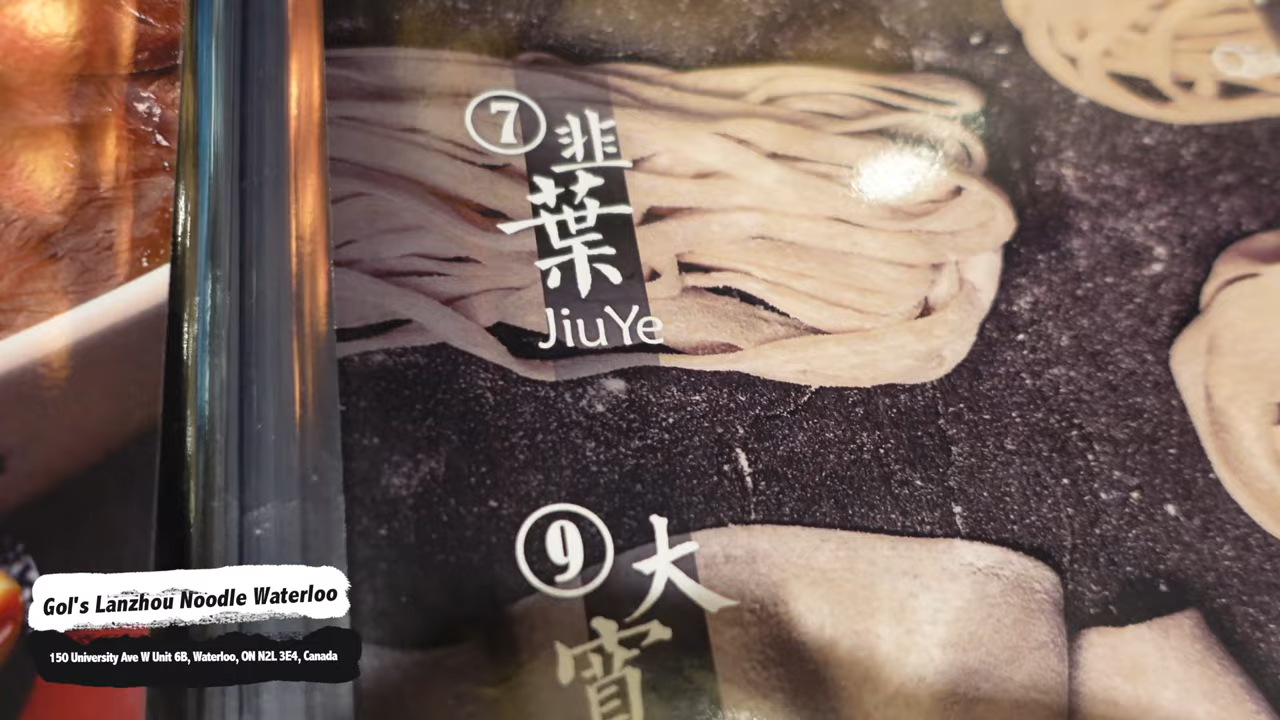 ⑦
韭
葉
JiuYe
⑨
大
宵
Gol's Lanzhou Noodle Waterloo
150 University Ave W Unit 6B, Waterloo, ON N2L 3E4, Canada